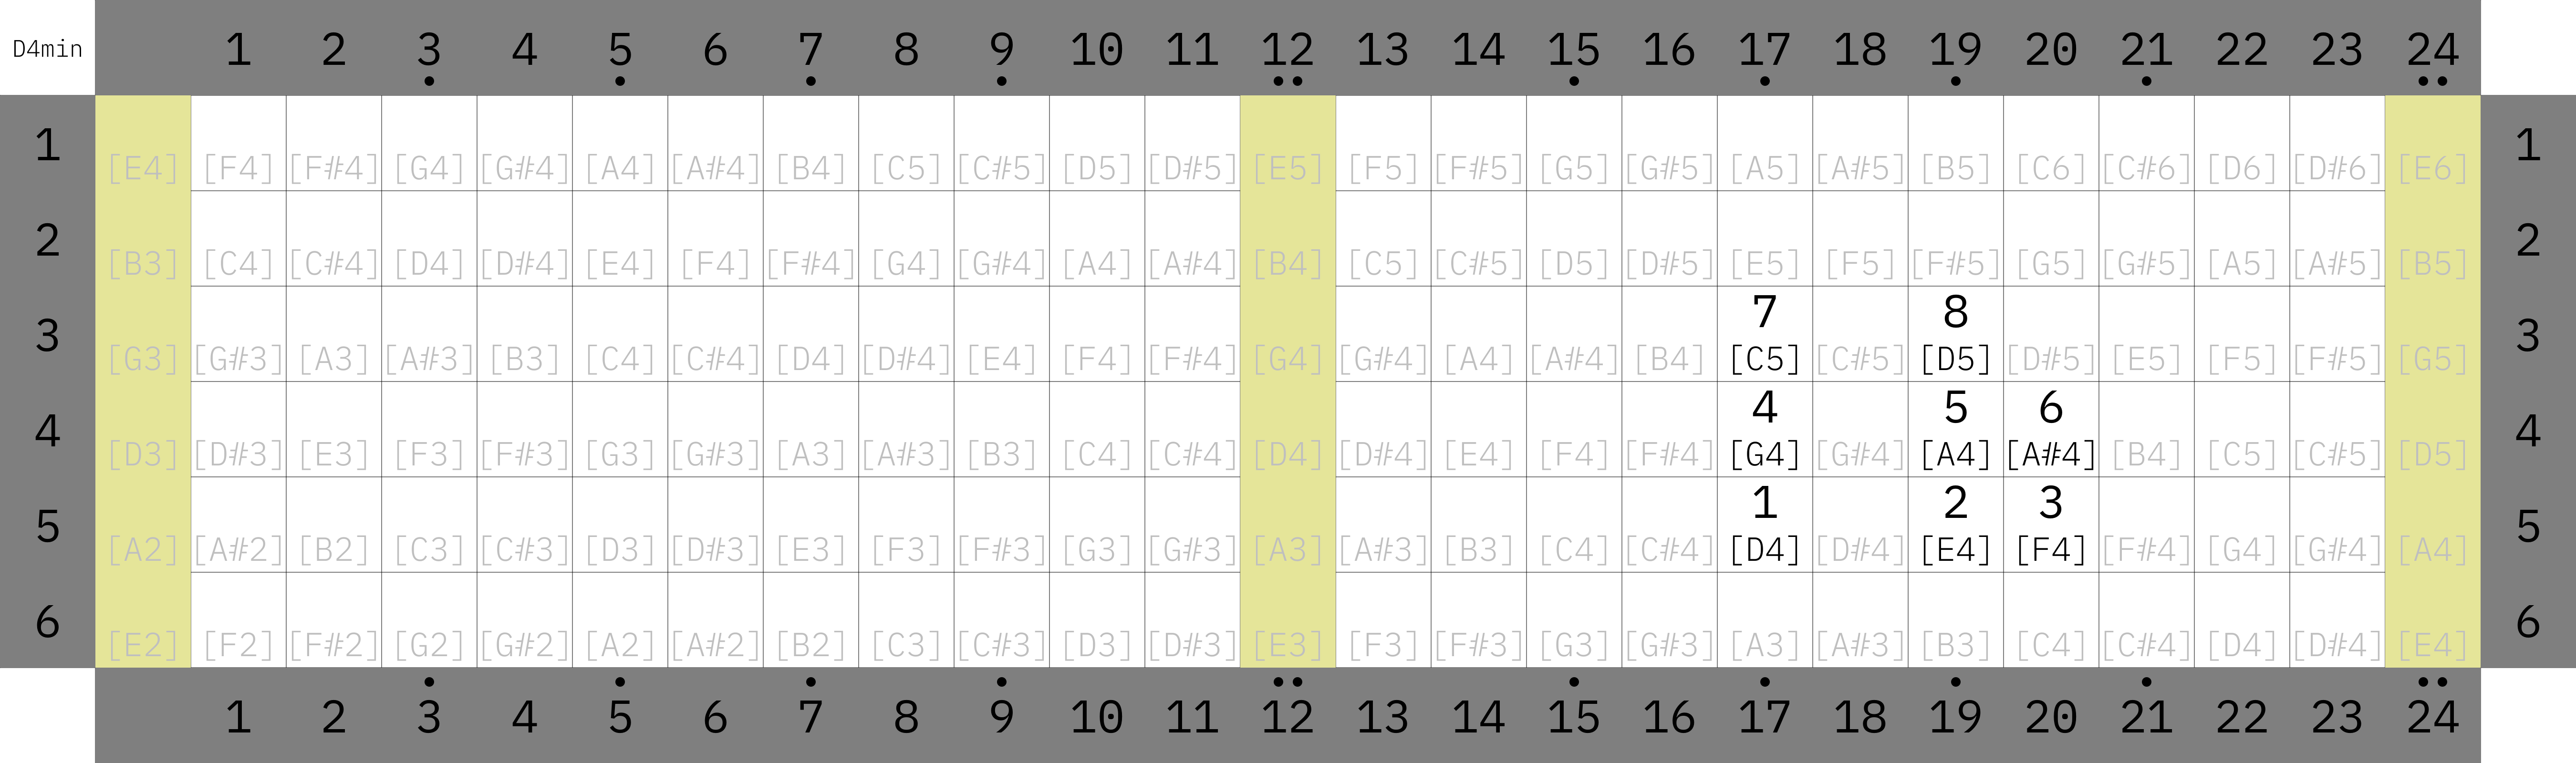 D4min 1 2 3 4 5 6 7 8 9 10 11 12 13 14 15 16 17 18 19 20 21 22 23 24
1 [E4] [F4] [F#4] [G4] [G#4] [A4] [A#4] [B4] [C5] [C#5] [D5] [D#5] [E5] [F5] [F#5] [G5] [G#5] [A5] [A#5] [B5] [C6] [C#6] [D6] [D#6] [E6] 1
2 [B3] [C4] [C#4] [D4] [D#4] [E4] [F4] [F#4] [G4] [G#4] [A4] [A#4] [B4] [C5] [C#5] [D5] [D#5] [E5] [F5] [F#5] [G5] [G#5] [A5] [A#5] [B5] 2
7 8
3 [G3] [G#3] [A3] [A#3] [B3] [C4] [C#4] [D4] [D#4] [E4] [F4] [F#4] [G4] [G#4] [A4] [A#4] [B4] [C5] [C#5] [D5] [D#5] [E5] [F5] [F#5] [G5] 3
4 5 6
4 [D3] [D#3] [E3] [F3] [F#3] [G3] [G#3] [A3] [A#3] [B3] [C4] [C#4] [D4] [D#4] [E4] [F4] [F#4] [G4] [G#4] [A4] [A#4] [B4] [C5] [C#5] [D5] 4
1 2 3
5 [A2] [A#2] [B2] [C3] [C#3] [D3] [D#3] [E3] [F3] [F#3] [G3] [G#3] [A3] [A#3] [B3] [C4] [C#4] [D4] [D#4] [E4] [F4] [F#4] [G4] [G#4] [A4] 5
6 [E2] [F2] [F#2] [G2] [G#2] [A2] [A#2] [B2] [C3] [C#3] [D3] [D#3] [E3] [F3] [F#3] [G3] [G#3] [A3] [A#3] [B3] [C4] [C#4] [D4] [D#4] [E4] 6
1 2 3 4 5 6 7 8 9 10 11 12 13 14 15 16 17 18 19 20 21 22 23 24